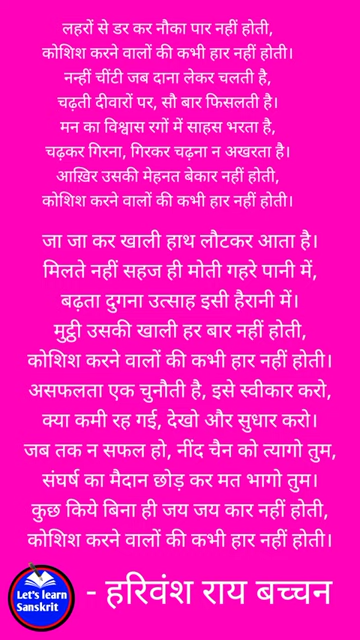 लहरों से डर कर नौका पार नहीं होती,
कोशिश करने वालों की कभी हार नहीं होती।
नन्हीं चींटी जब दाना लेकर चलती है,
चढ़ती दीवारों पर, सौ बार फिसलती है।
मन का विश्वास रगों में साहस भरता है,
चढ़कर गिरना, गिरकर चढ़ना न अखरता है।
आख़िर उसकी मेहनत बेकार नहीं होती,
कोशिश करने वालों की कभी हार नहीं होती।
जा जा कर खाली हाथ लौटकर आता है।
मिलते नहीं सहज ही मोती गहरे पानी में,
बढ़ता दुगना उत्साह इसी हैरानी में।
मुट्ठी उसकी खाली हर बार नहीं होती,
कोशिश करने वालों की कभी हार नहीं होती।
असफलता एक चुनौती है, इसे स्वीकार करो,
क्या कमी रह गई, देखो और सुधार करो।
जब तक न सफल हो, नींद चैन को त्यागो तुम,
संघर्ष का मैदान छोड़ कर मत भागो तुम।
कुछ किये बिना ही जय जय कार नहीं होती,
कोशिश करने वालों की कभी हार नहीं होती।
- हरिवंश राय बच्चन
Let's learn
Sanskrit